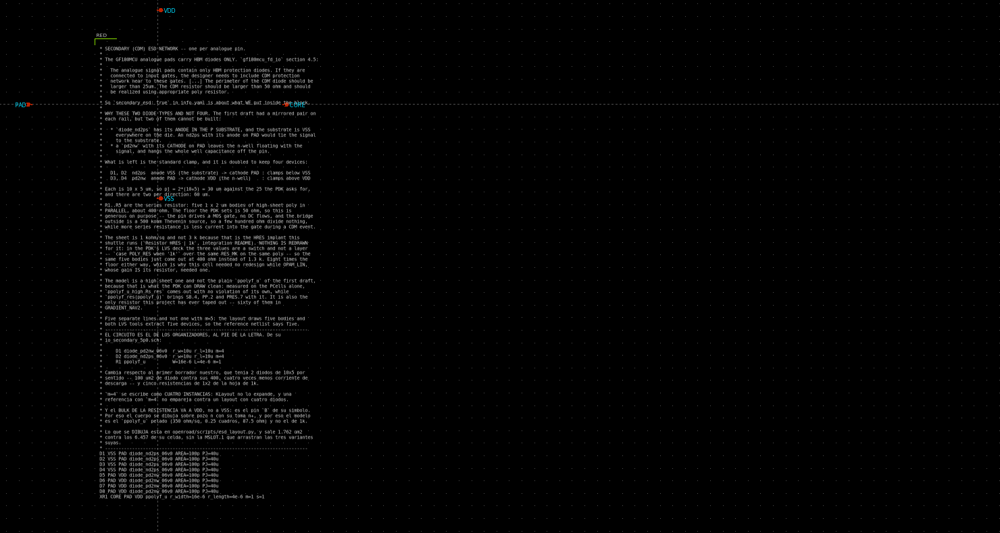 VDD
RED
* SECONDARY (CDM) ESD NETWORK -- one per analogue pin.
*
* The GF180MCU analogue pads carry HBM diodes ONLY. `gf180mcu_fd_io` section 4.5:
*
*   The analogue signal pads contain only HBM protection diodes. If they are
*   connected to input gates, the designer needs to include CDM protection
*   network near to these gates. [...] The perimeter of the CDM diode should be
*   larger than 25um. The CDM resistor should be larger than 50 ohm and should
*   be realized using appropriate poly resistor.
*
* So `secondary_esd: true` in info.yaml is about what WE put inside the block.
PAD
CORE
*
* WHY THESE TWO DIODE TYPES AND NOT FOUR. The first draft had a mirrored pair on
* each rail, but two of them cannot be built:
*
*   * `diode_nd2ps` has its ANODE IN THE P SUBSTRATE, and the substrate is VSS
*     everywhere on the die. An nd2ps with its anode on PAD would tie the signal
*     to the substrate.
*   * a `pd2nw` with its CATHODE on PAD leaves the n-well floating with the
*     signal, and hangs the whole well capacitance off the pin.
*
* What is left is the standard clamp, and it is doubled to keep four devices:
*
*   D1, D2  nd2ps  anode VSS (the substrate) -> cathode PAD : clamps below VSS
*   D3, D4  pd2nw  anode PAD -> cathode VDD (the n-well)    : clamps above VDD
*
* Each is 10 x 5 um, so pj = 2*(10+5) = 30 um against the 25 the PDK asks for,
* and there are two per direction: 60 um.
VSS
*
* R1..R5 are the series resistor: five 1 x 2 um bodies of high-sheet poly in
* PARALLEL, about 400 ohm. The floor the PDK sets is 50 ohm, so this is
* generous on purpose -- the pin drives a MOS gate, no DC flows, and the bridge
* outside is a 500 kohm Thevenin source, so a few hundred ohm divide nothing,
* while more series resistance is less current into the gate during a CDM event.
*
* The sheet is 1 kohm/sq and not 3 k because that is the HRES implant this
* shuttle runs (`Resistor HRES | 1k`, integration README). NOTHING IS REDRAWN
* for it: in the PDK's LVS deck the three values are a switch and not a layer
* -- `case POLY_RES when '1k'` over the same RES_MK on the same poly -- so the
* same five bodies just come out at 400 ohm instead of 1.3 k. Eight times the
* floor either way, which is why this cell needed no redesign while OPAM_LIN,
* whose gain IS its resistor, needed one.
*
* The model is a high sheet one and not the plain `ppolyf_u` of the first draft,
* because that is what the PDK can DRAW clean: measured on the PCells alone,
* `ppolyf_u_high_Rs_res` comes out with no violation of its own, while
* `ppolyf_res(ppolyf_u)` brings SB.4, PP.2 and PRES.7 with it. It is also the
* only resistor this project has ever taped out -- sixty of them in
* GRADIENT_NAV2.
*
* Five separate lines and not one with m=5: the layout draws five bodies and
* both LVS tools extract five devices, so the reference netlist says five.
* ---------------------------------------------------------------------------
* EL CIRCUITO ES EL DE LOS ORGANIZADORES, AL PIE DE LA LETRA. De su
* io_secondary_5p0.sch:
*
*     D1 diode_pd2nw_06v0  r_w=10u r_l=10u m=4
*     D2 diode_nd2ps_06v0  r_w=10u r_l=10u m=4
*     R1 ppolyf_u          W=16e-6 L=4e-6 m=1
*
* Cambia respecto al primer borrador nuestro, que tenia 2 diodos de 10x5 por
* sentido -- 100 um2 de diodo contra sus 400, cuatro veces menos corriente de
* descarga -- y cinco resistencias de 1x2 de la hoja de 1k.
*
* `m=4` se escribe como CUATRO INSTANCIAS: KLayout no lo expande, y una
* referencia con `m=4` no empareja contra un layout con cuatro diodos.
*
* Y el BULK DE LA RESISTENCIA VA A VDD, no a VSS: es el pin `B` de su simbolo.
* Por eso el cuerpo se dibuja sobre pozo n con su toma n+, y por eso el modelo
* es el `ppolyf_u` pelado (350 ohm/sq, 0.25 cuadros, 87.5 ohm) y no el de 1k.
*
* Lo que se DIBUJA esta en openroad/scripts/esd_layout.py, y sale 1.762 um2
* contra los 6.457 de su celda, sin la MSLOT.1 que arrastran las tres variantes
* suyas.
* ---------------------------------------------------------------------------
D1 VSS PAD diode_nd2ps_06v0 AREA=100p PJ=40u
D2 VSS PAD diode_nd2ps_06v0 AREA=100p PJ=40u
D3 VSS PAD diode_nd2ps_06v0 AREA=100p PJ=40u
D4 VSS PAD diode_nd2ps_06v0 AREA=100p PJ=40u
D5 PAD VDD diode_pd2nw_06v0 AREA=100p PJ=40u
D6 PAD VDD diode_pd2nw_06v0 AREA=100p PJ=40u
D7 PAD VDD diode_pd2nw_06v0 AREA=100p PJ=40u
D8 PAD VDD diode_pd2nw_06v0 AREA=100p PJ=40u
XR1 CORE PAD VDD ppolyf_u r_width=16e-6 r_length=4e-6 m=1 s=1